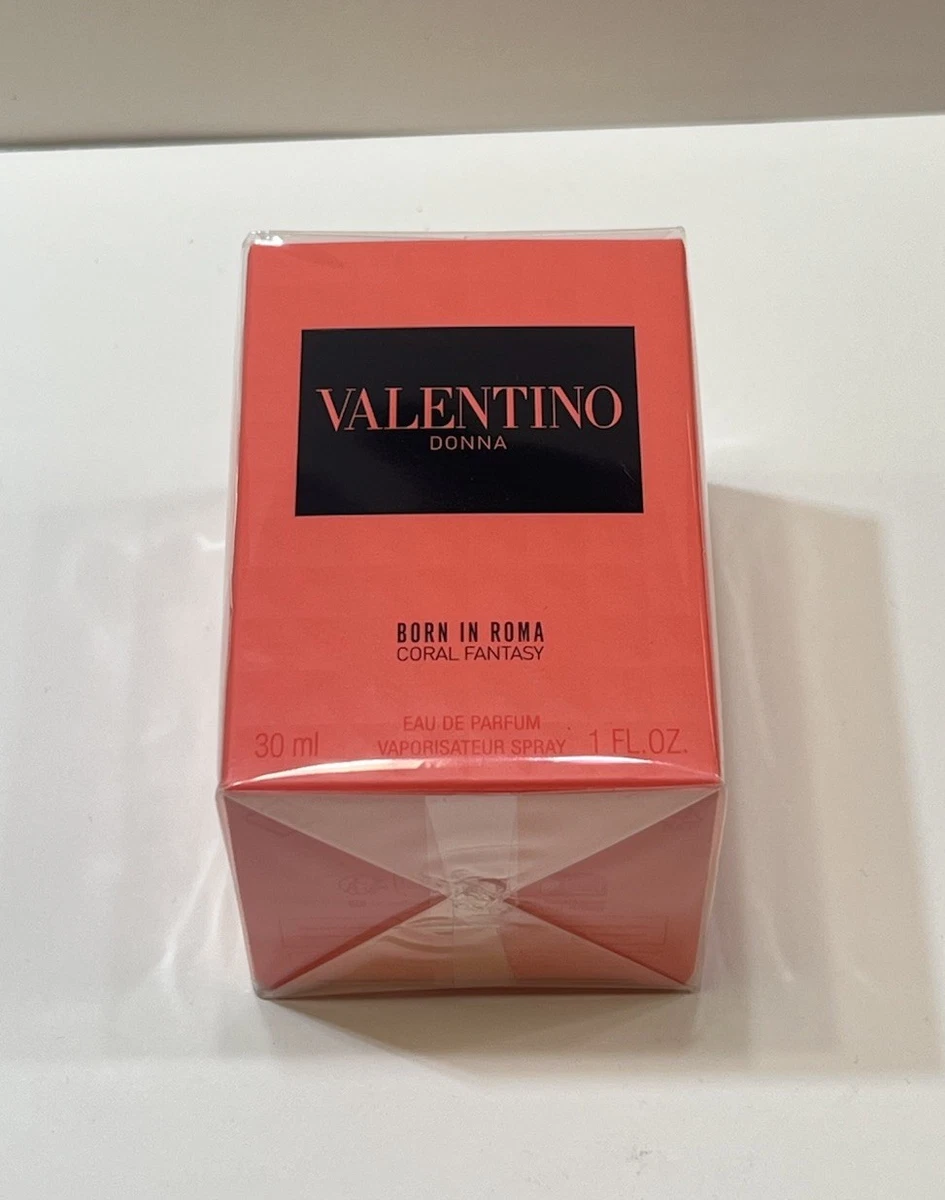 VALENTINO
DONNA
BORN IN ROMA
CORAL FANTASY
EAU DE PARFUM
30 ml VAPORISATEUR SPRAY 1 FL.OZ.